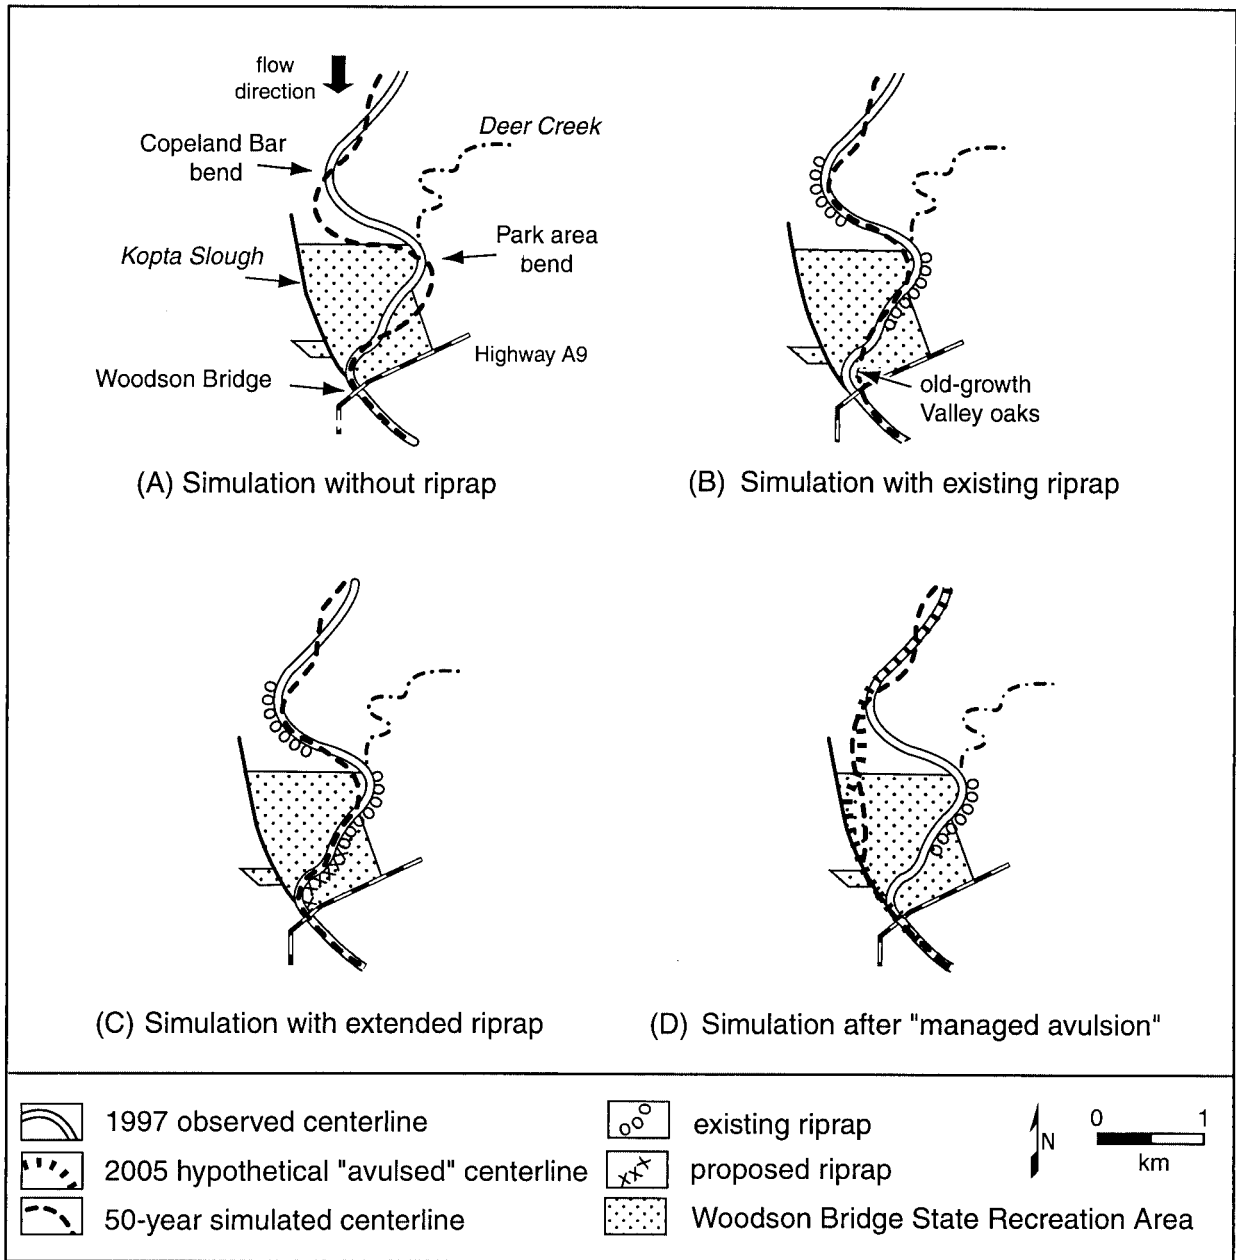 flow
direction
Deer Creek
Copeland Bar
bend
Park area
bend
Kopta Slough
Highway A9
Woodson Bridge
old-growth
Valley oaks
(A) Simulation without riprap
(B) Simulation with existing riprap
(C) Simulation with extended riprap
(D) Simulation after "managed avulsion"
1997 observed centerline
2005 hypothetical "avulsed" centerline
50-year simulated centerline
existing riprap
proposed riprap
Woodson Bridge State Recreation Area
N
0 1
km